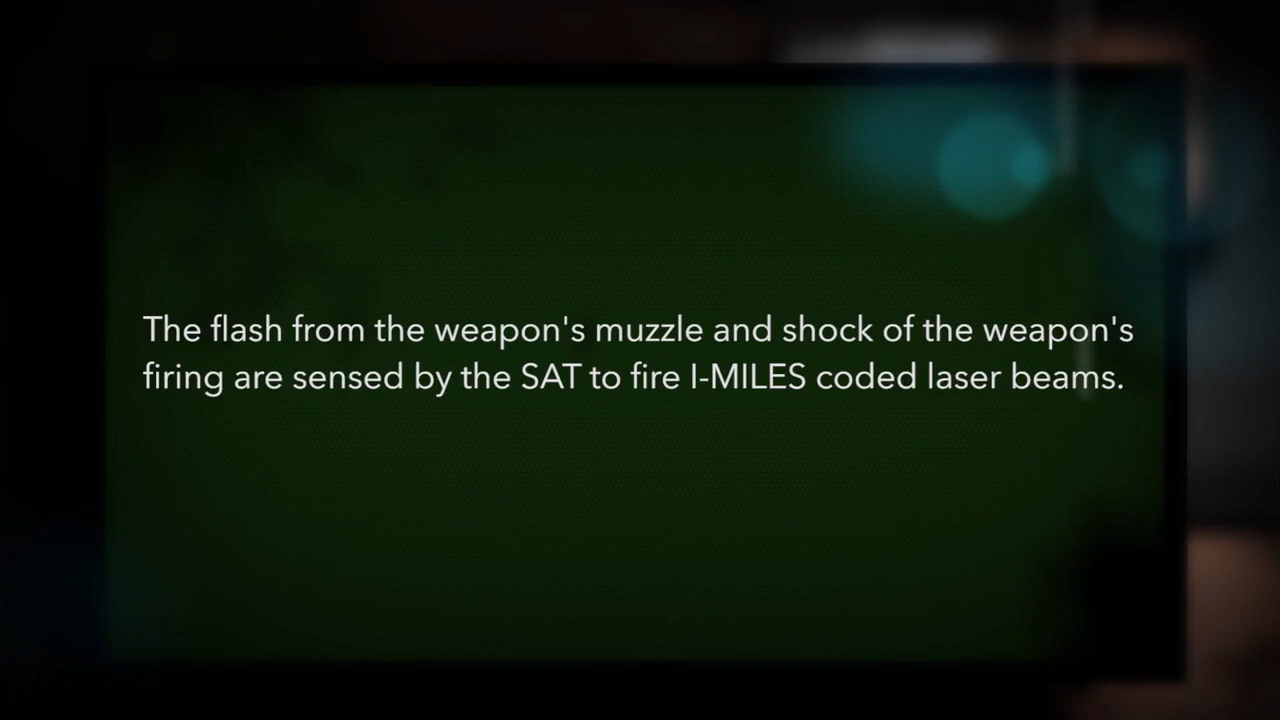 The flash from the weapon's muzzle and shock of the weapon's
firing are sensed by the SAT to fire I-MILES coded laser beams.